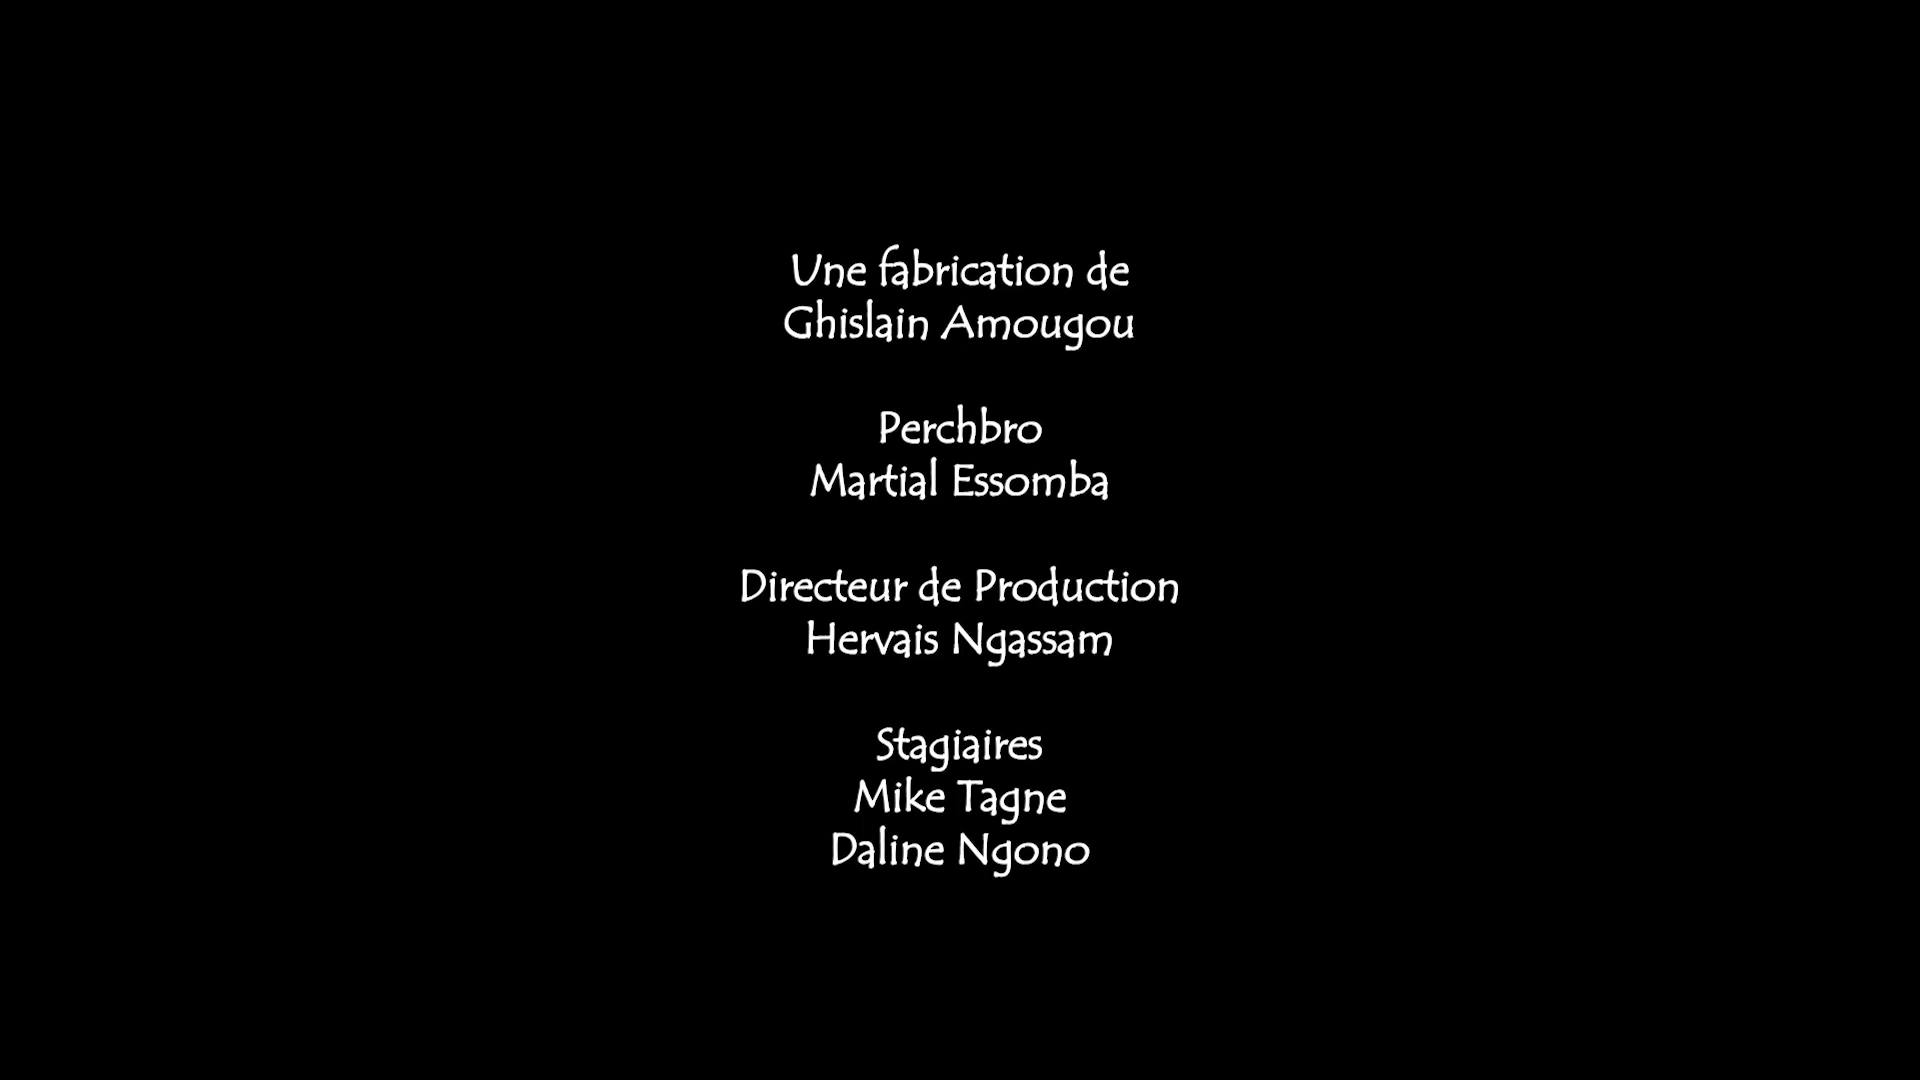 Une fabrication de
Ghislain Amougou
Perchbro
Martial Essomba
Directeur de Production
Hervais Ngassam
Stagiaires
Mike Tagne
Daline Ngono